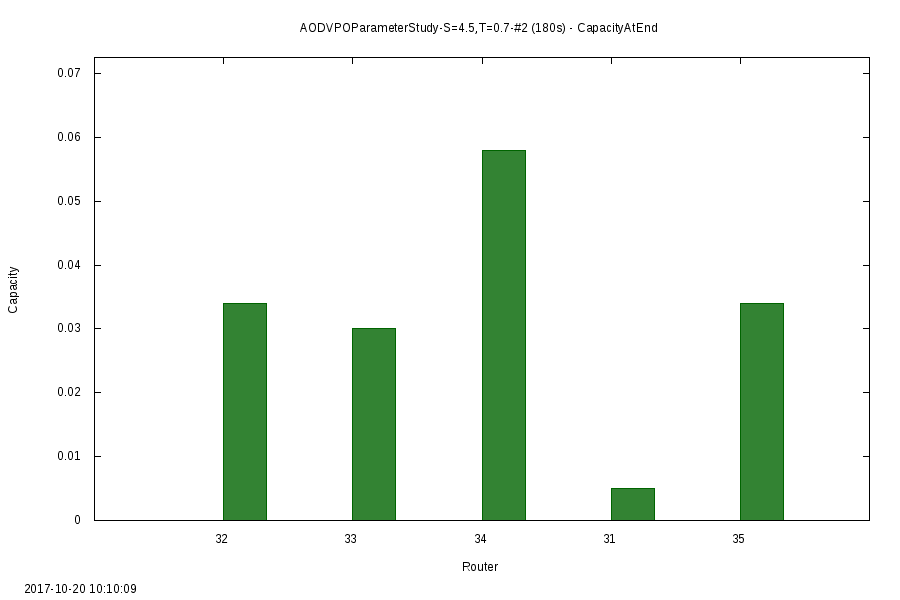 AODVPOParameterStudy-S=4.5,T=0.7-#2 (180s) - CapacityAtEnd
0.07
0.06
0.05
0.04
0.03
0.02
0.01
0
Capacity
32 33 34 31 35
Router
2017-10-20 10:10:09